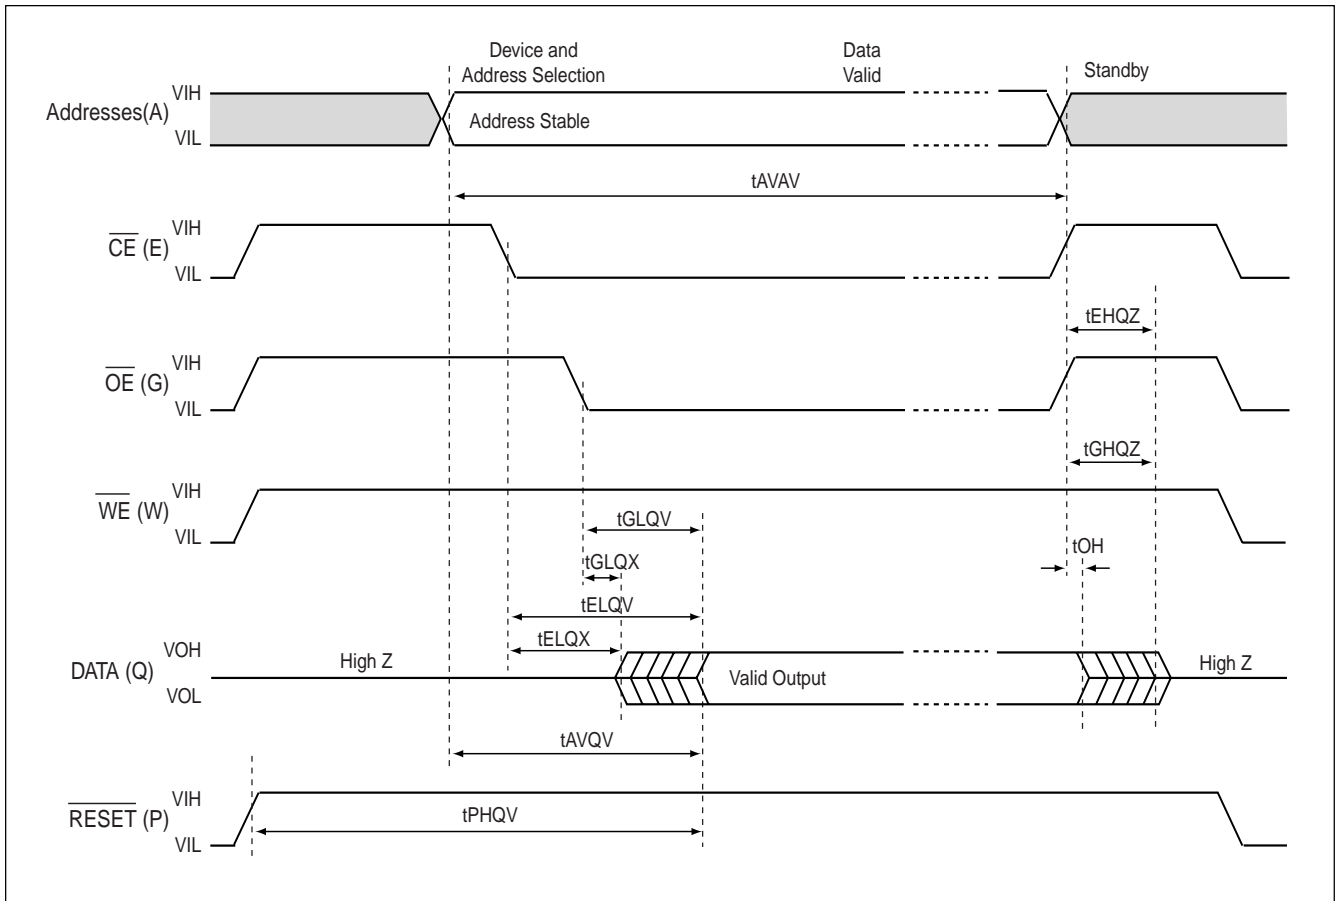 Device and
Address Selection
Data
Valid
Standby
Addresses(A)
VIH
VIL
Address Stable
tAVAV
CE (E)
VIH
VIL
tEHQZ
OE (G)
VIH
VIL
tGHQZ
WE (W)
VIH
VIL
tGLQV
tOH
tGLQX
tELQV
tELQX
DATA (Q)
VOH
VOL
High Z
Valid Output
High Z
tAVQV
RESET (P)
VIH
VIL
tPHQV